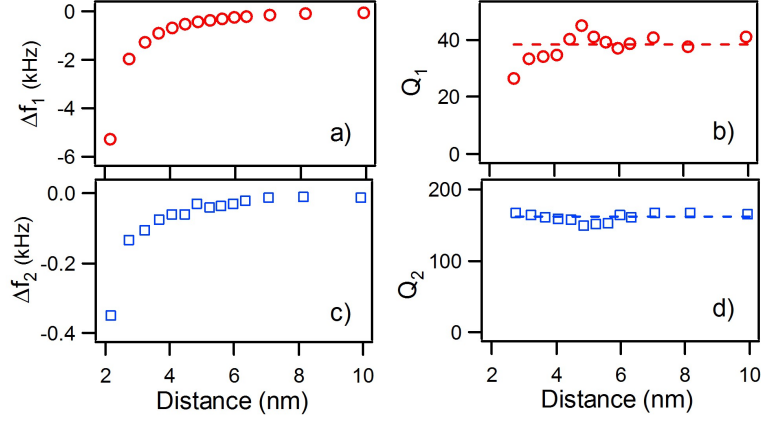 0
-2
-4
-6
Δf1 (kHz)
a)
40
20
0
Q1
b)
0.0
-0.2
-0.4
Δf2 (kHz)
c)
2 4 6 8 10
Distance (nm)
200
100
0
Q2
d)
2 4 6 8 10
Distance (nm)